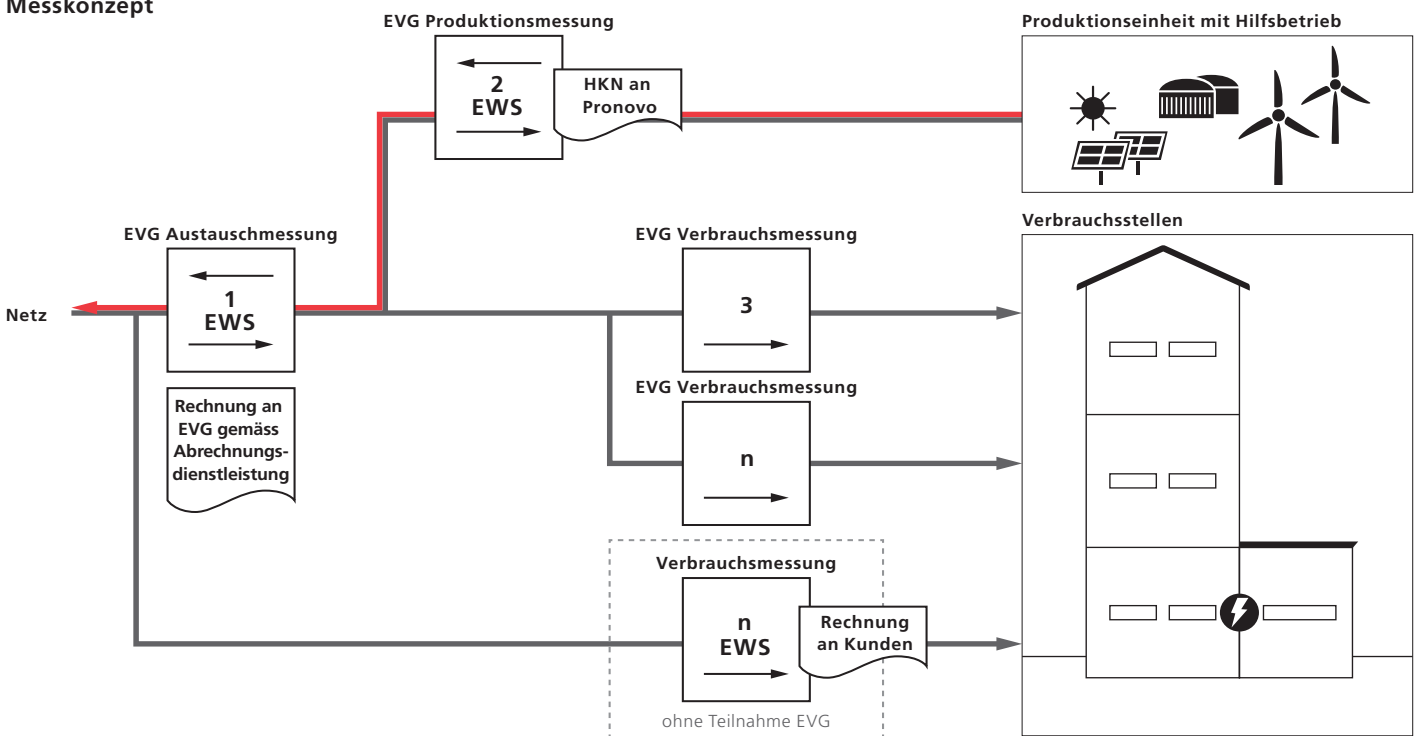 Messkonzept
EVG Produktionsmessung
Produktionseinheit mit Hilfsbetrieb
2
EWS
HKN an
Pronovo
Verbrauchsstellen
EVG Austauschmessung
EVG Verbrauchsmessung
Netz
1
EWS
3
Rechnung an
EVG gemäss
Abrechnungs-
dienstleistung
EVG Verbrauchsmessung
n
Verbrauchsmessung
n
EWS
Rechnung
an Kunden
ohne Teilnahme EVG